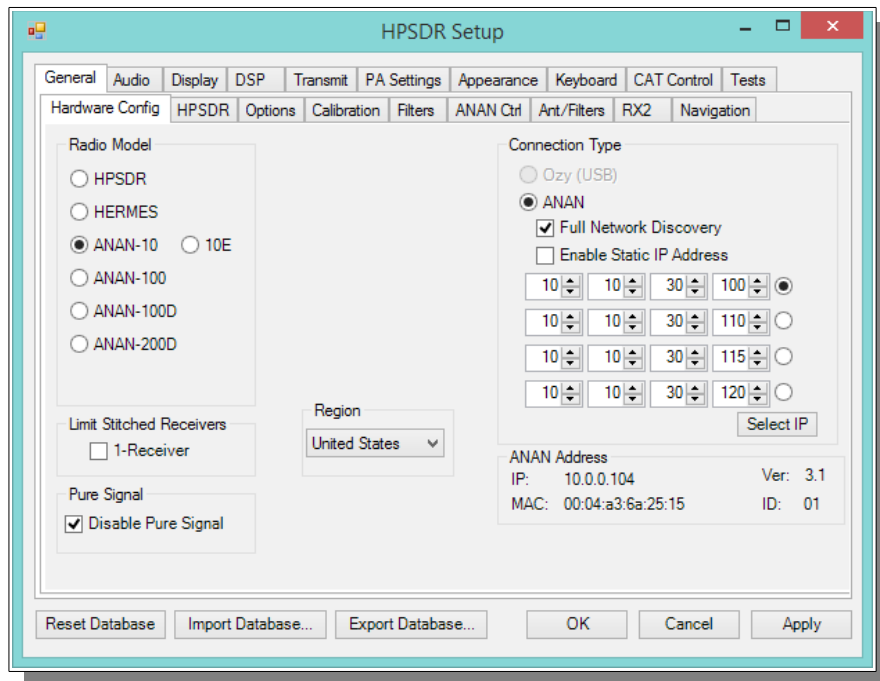 HPSDR Setup
General Audio Display DSP Transmit PA Settings Appearance Keyboard CAT Control Tests
Hardware Config HPSDR Options Calibration Filters ANAN Ctrl Ant/Filters RX2 Navigation
Radio Model
HPSDR
HERMES
ANAN-10 10E
ANAN-100
ANAN-100D
ANAN-200D
Limit Stitched Receivers
1-Receiver
Pure Signal
Disable Pure Signal
Region
United States
Connection Type
Ozy (USB)
ANAN
Full Network Discovery
Enable Static IP Address
10 10 30 100
10 10 30 110
10 10 30 115
10 10 30 120
Select IP
ANAN Address
IP: 10.0.0.104 Ver: 3.1
MAC: 00:04:a3:6a:25:15 ID: 01
Reset Database Import Database... Export Database... OK Cancel Apply